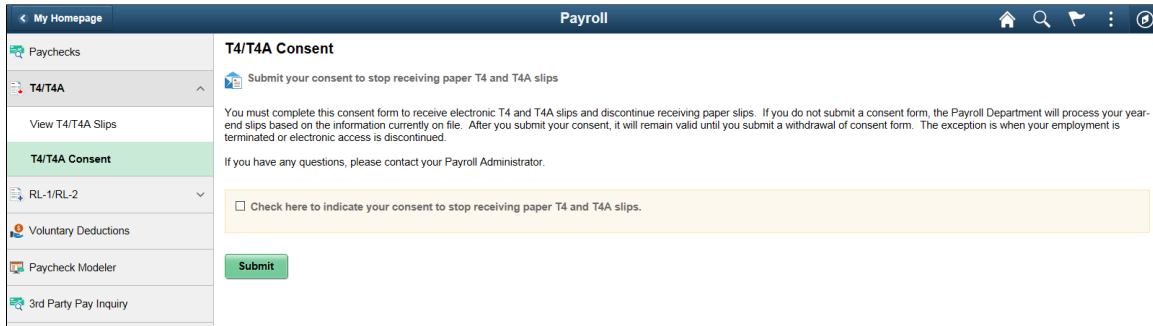 My Homepage
Payroll
Paychecks
T4/T4A
View T4/T4A Slips
T4/T4A Consent
RL-1/RL-2
Voluntary Deductions
Paycheck Modeler
3rd Party Pay Inquiry
T4/T4A Consent
Submit your consent to stop receiving paper T4 and T4A slips
You must complete this consent form to receive electronic T4 and T4A slips and discontinue receiving paper slips. If you do not submit a consent form, the Payroll Department will process your year-
end slips based on the information currently on file. After you submit your consent, it will remain valid until you submit a withdrawal of consent form. The exception is when your employment is
terminated or electronic access is discontinued.
If you have any questions, please contact your Payroll Administrator.
Check here to indicate your consent to stop receiving paper T4 and T4A slips.
Submit